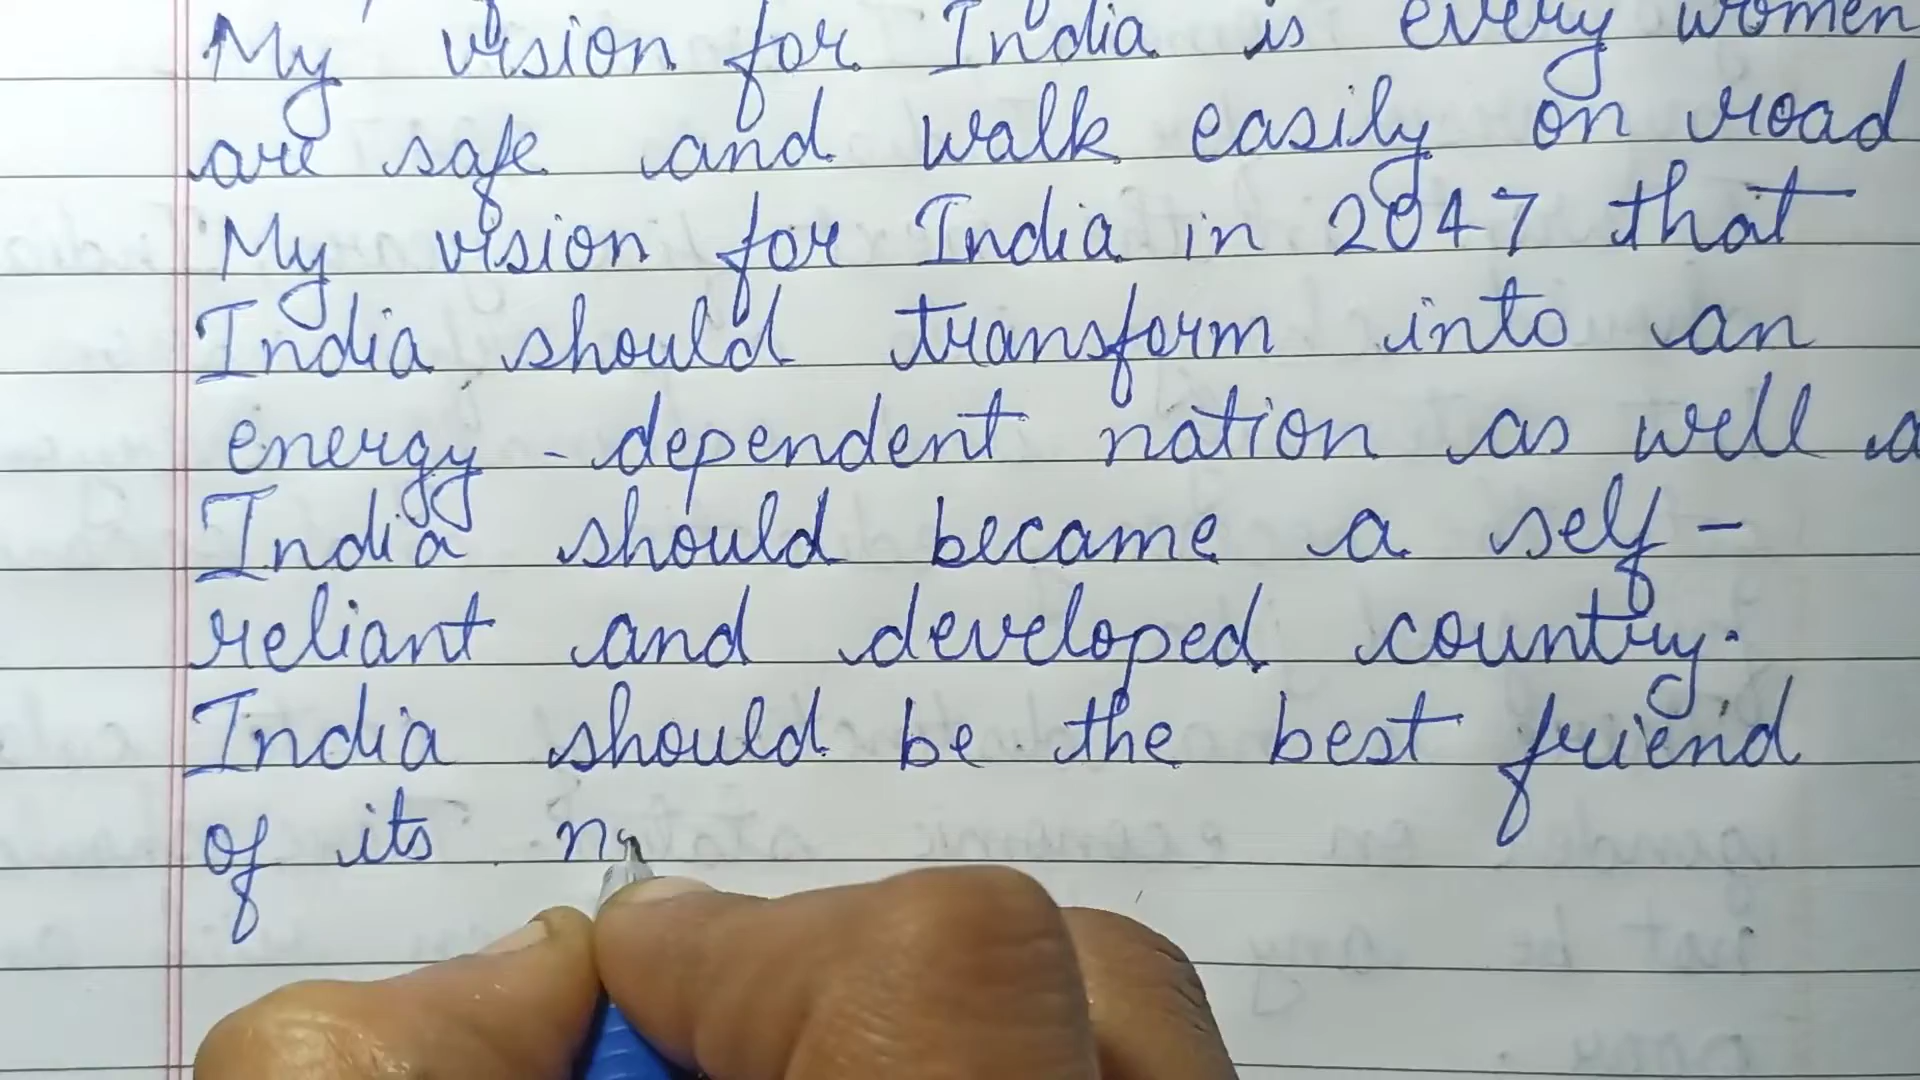 My vision for India is every women
are safe and walk easily on road
My vision for India in 2047 that
India should transform into an
energy - dependent nation as well
India should became a self -
reliant and developed country.
India should be the best friend
of its